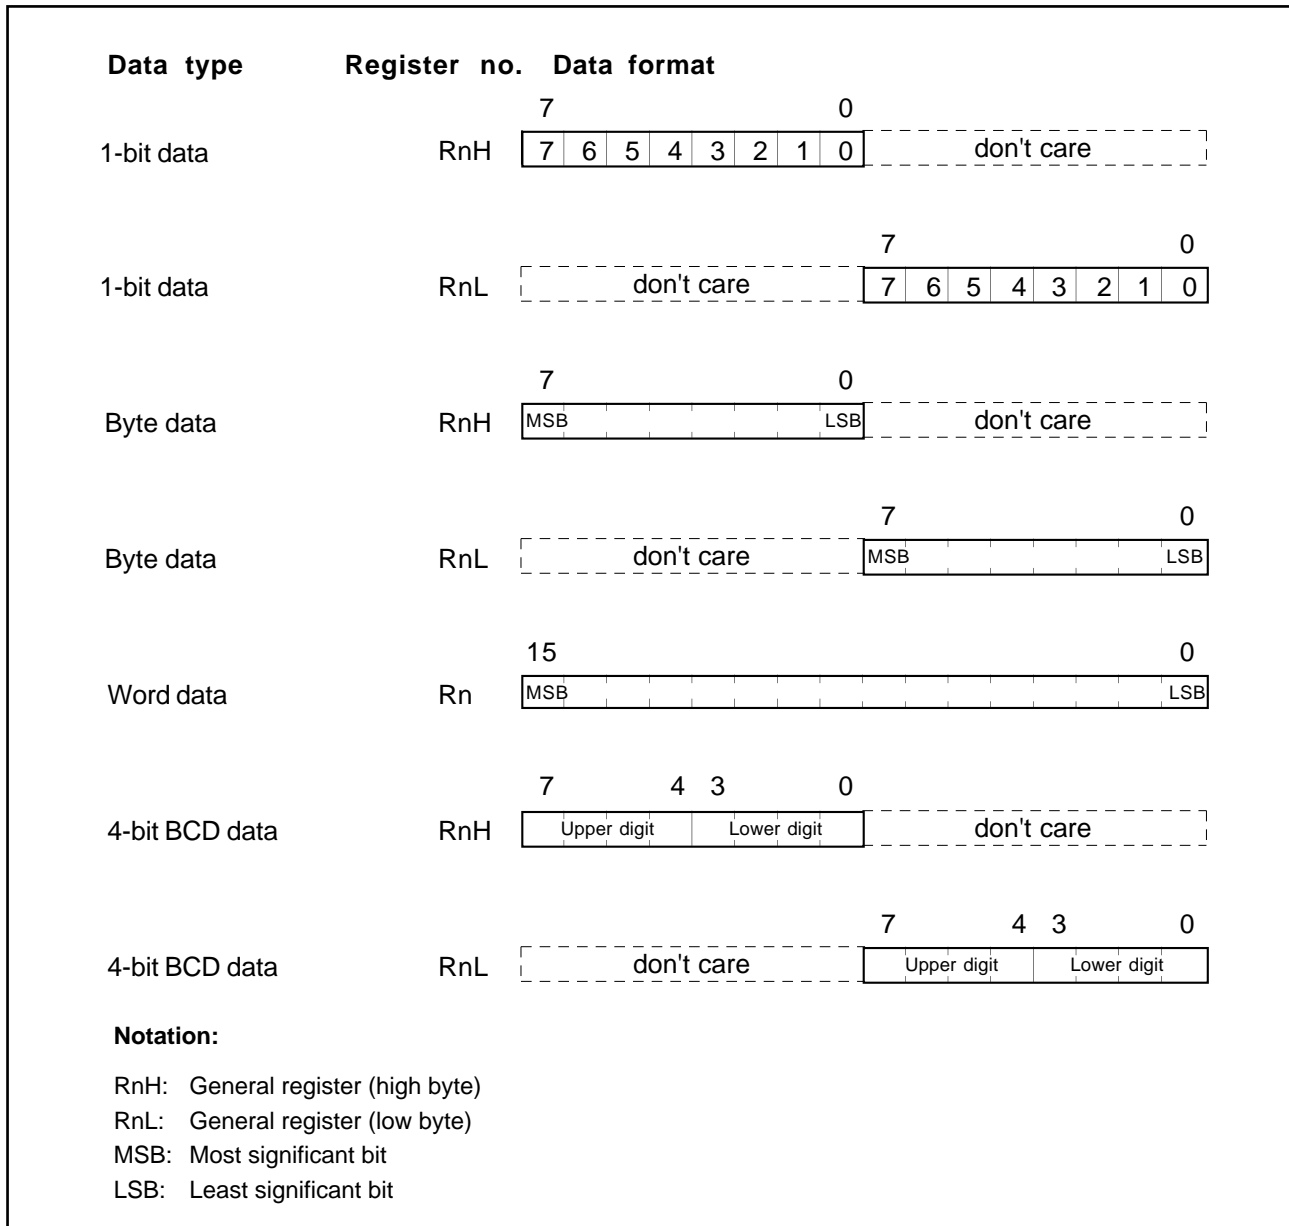 Data type Register no. Data format
7 0
1-bit data RnH 7 6 5 4 3 2 1 0 don't care
7 0
1-bit data RnL don't care 7 6 5 4 3 2 1 0
7 0
Byte data RnH MSB LSB don't care
7 0
Byte data RnL don't care MSB LSB
15 0
Word data Rn MSB LSB
7 4 3 0
4-bit BCD data RnH Upper digit Lower digit don't care
7 4 3 0
4-bit BCD data RnL don't care Upper digit Lower digit
Notation:
RnH: General register (high byte)
RnL: General register (low byte)
MSB: Most significant bit
LSB: Least significant bit